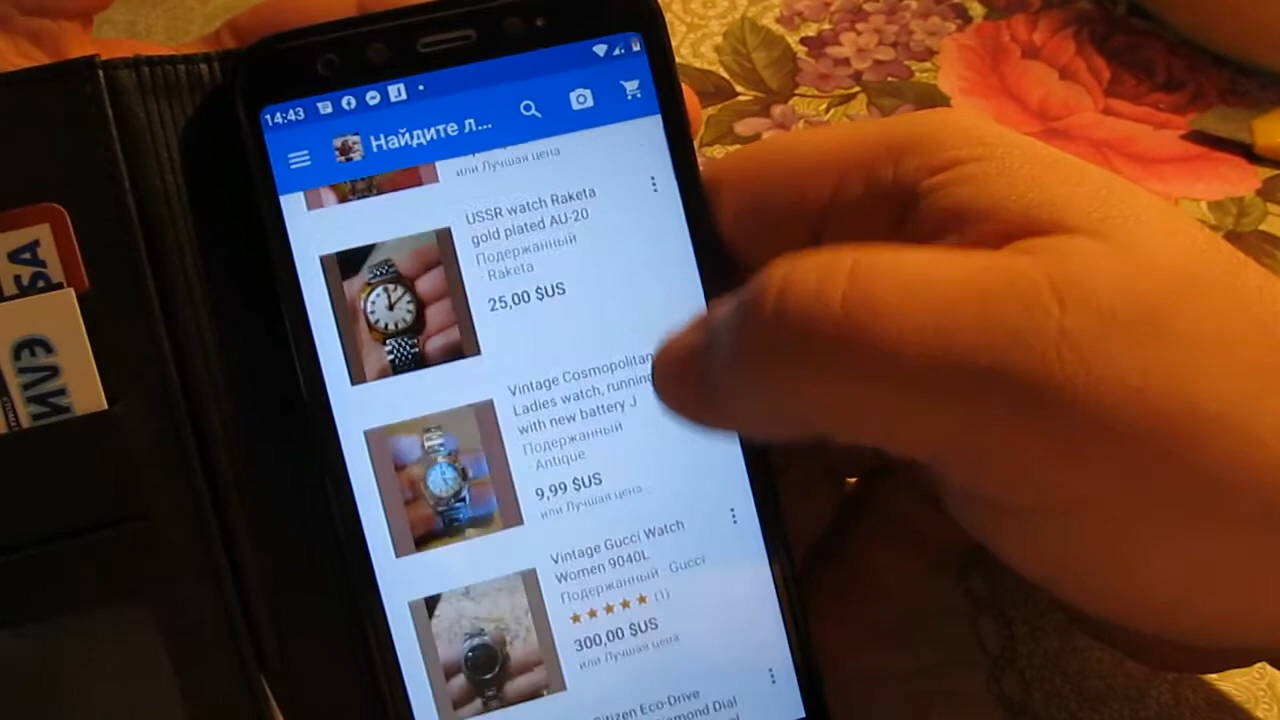 14:43
Найдите л...
или Лучшая цена
USSR watch Raketa
gold plated AU-20
Подержанный
· Raketa
25,00 $US
Vintage Cosmopolitan
Ladies watch, running
with new battery J
Подержанный
· Antique
9,99 $US
или Лучшая цена
Vintage Gucci Watch
Women 9040L
Подержанный · Gucci
(1)
300,00 $US
или Лучшая цена
Citizen Eco-Drive
Diamond Dial